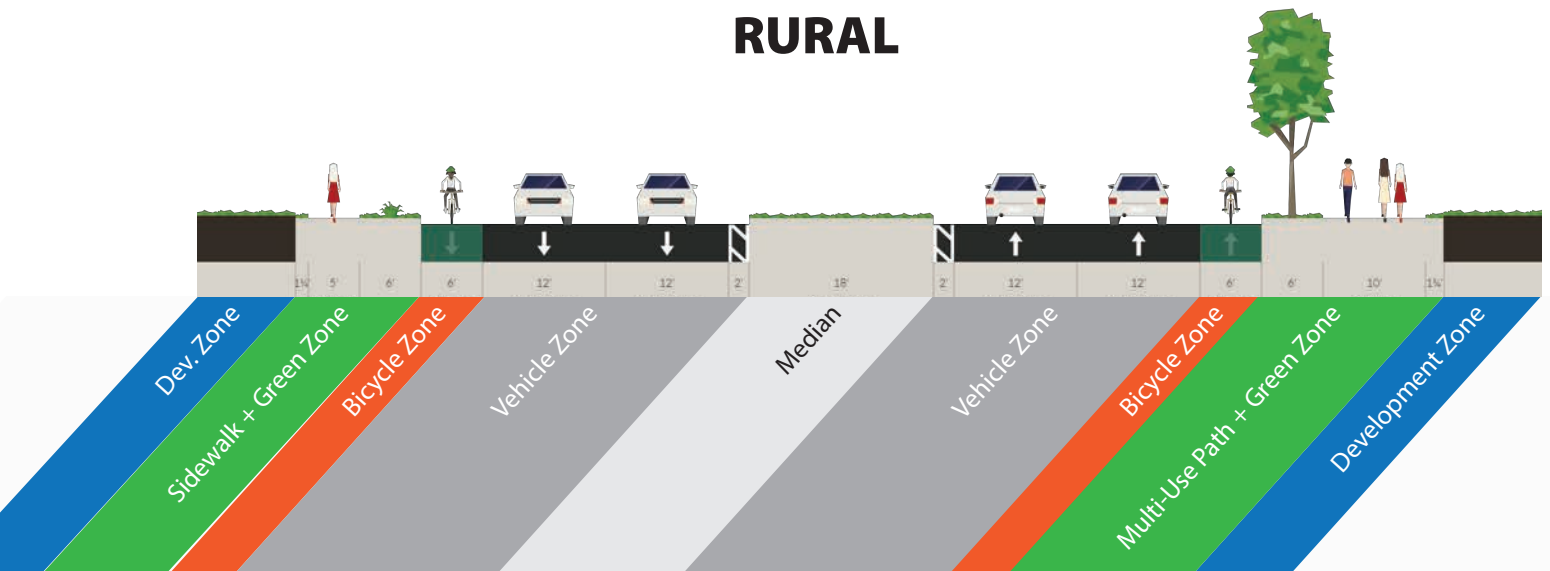 RURAL
1¼' 5' 6' 6' 12' 12' 2' 18' 2' 12' 12' 6' 6' 10' 1¼'
Dev. Zone
Sidewalk + Green Zone
Bicycle Zone
Vehicle Zone
Median
Vehicle Zone
Bicycle Zone
Multi-Use Path + Green Zone
Development Zone